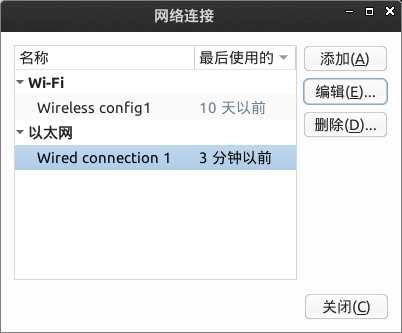 网络连接
名称 最后使用的 添加(A)
Wi-Fi 编辑(E)...
Wireless config1 10 天以前
以太网 删除(D)...
Wired connection 1 3 分钟以前
关闭(C)